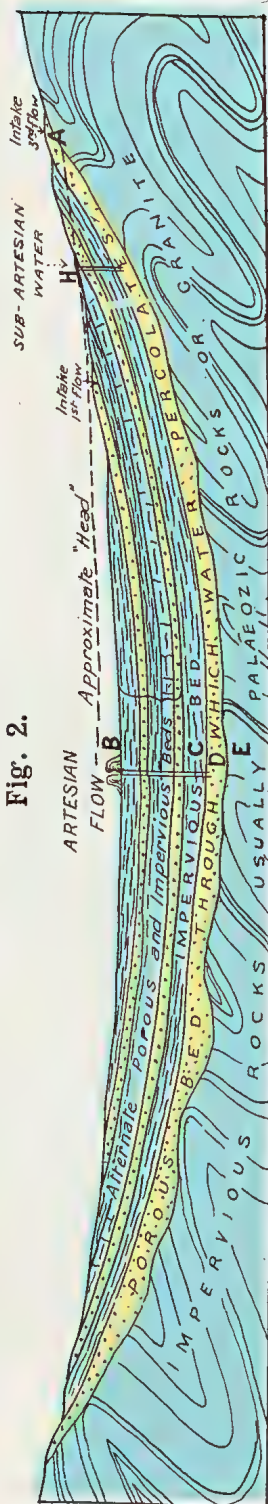 Fig. 2.
Intake
3rd flow
A
SUB-ARTESIAN
WATER
H
Intake
1st flow
Approximate "Head"
ARTESIAN
FLOW
B
Alternate Porous and Impervious Beds
IMPERVIOUS C BED
POROUS BED THROUGH D WHICH WATER PERCOLATES
E
IMPERVIOUS ROCKS USUALLY PALAEOZIC ROCKS OR GRANITE